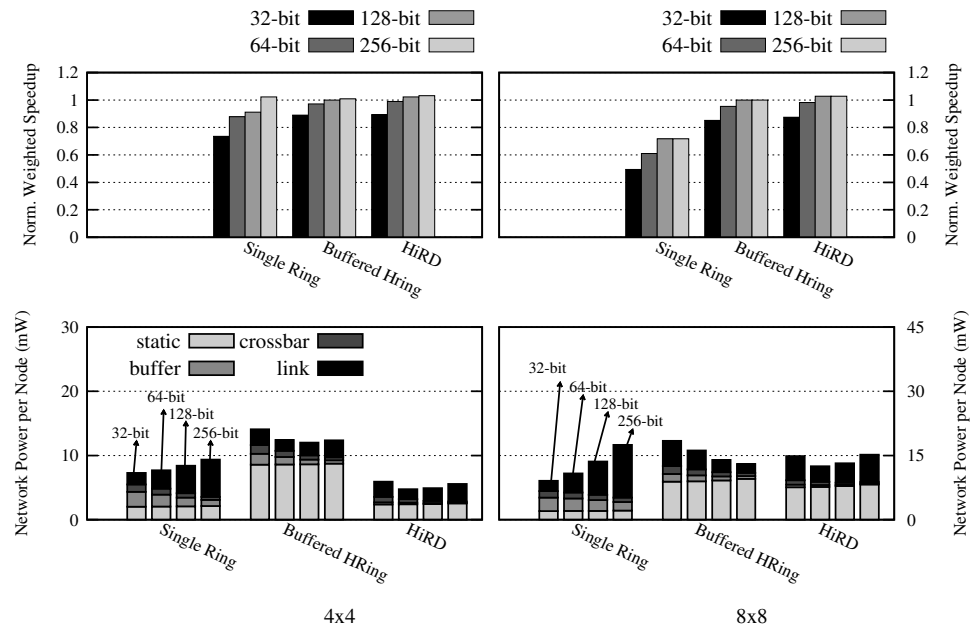 32-bit 128-bit
64-bit 256-bit
32-bit 128-bit
64-bit 256-bit
Norm. Weighted Speedup
1.2
1
0.8
0.6
0.4
0.2
0
Single Ring
Buffered Hring
HiRD
1.2
1
0.8
0.6
0.4
0.2
0
Norm. Weighted Speedup
Single Ring
Buffered Hring
HiRD
Network Power per Node (mW)
30
20
10
0
static crossbar
buffer link
32-bit
64-bit
128-bit
256-bit
Single Ring
Buffered HRing
HiRD
45
30
15
0
Network Power per Node (mW)
32-bit
64-bit
128-bit
256-bit
Single Ring
Buffered HRing
HiRD
4x4
8x8